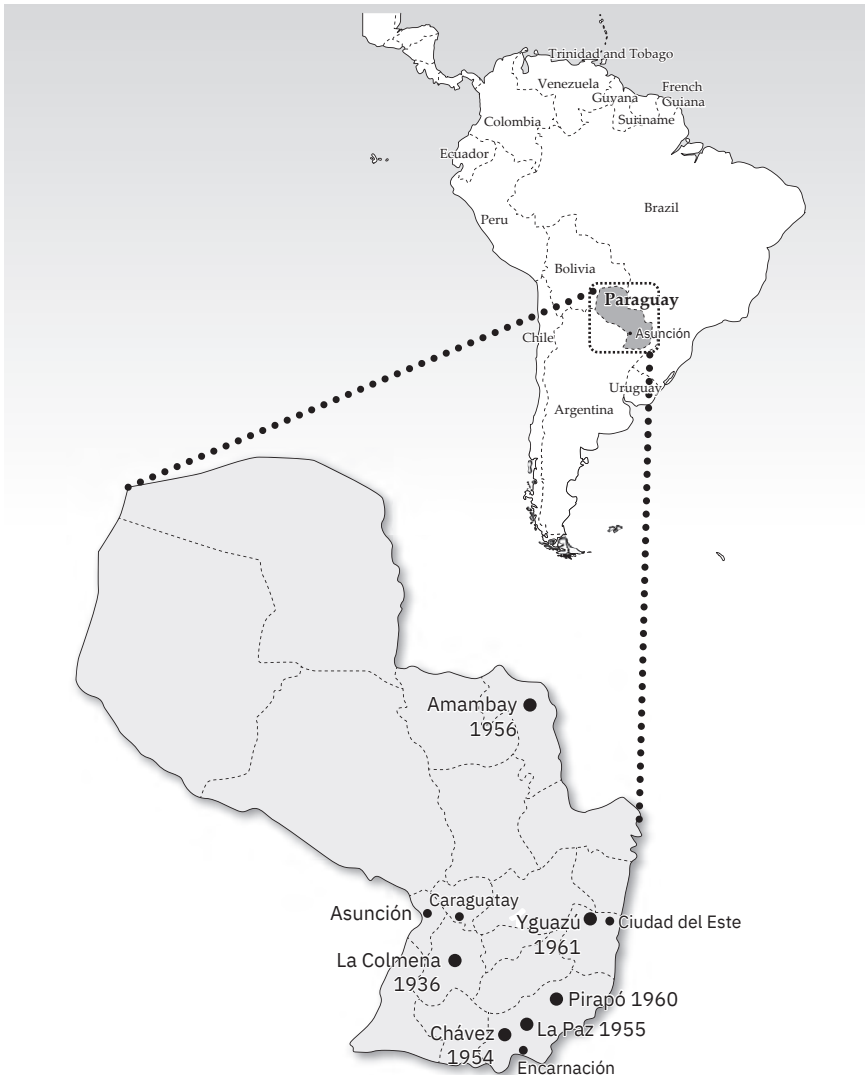 Trinidad and Tobago
Venezuela
Guyana
French
Guiana
Suriname
Colombia
Ecuador
Peru
Brazil
Bolivia
Paraguay
Asunción
Chile
Uruguay
Argentina
Amambay
1956
Caraguatay
Asunción
Yguazú
1961
Ciudad del Este
La Colmena
1936
Pirapó 1960
La Paz 1955
Chávez
1954
Encarnación